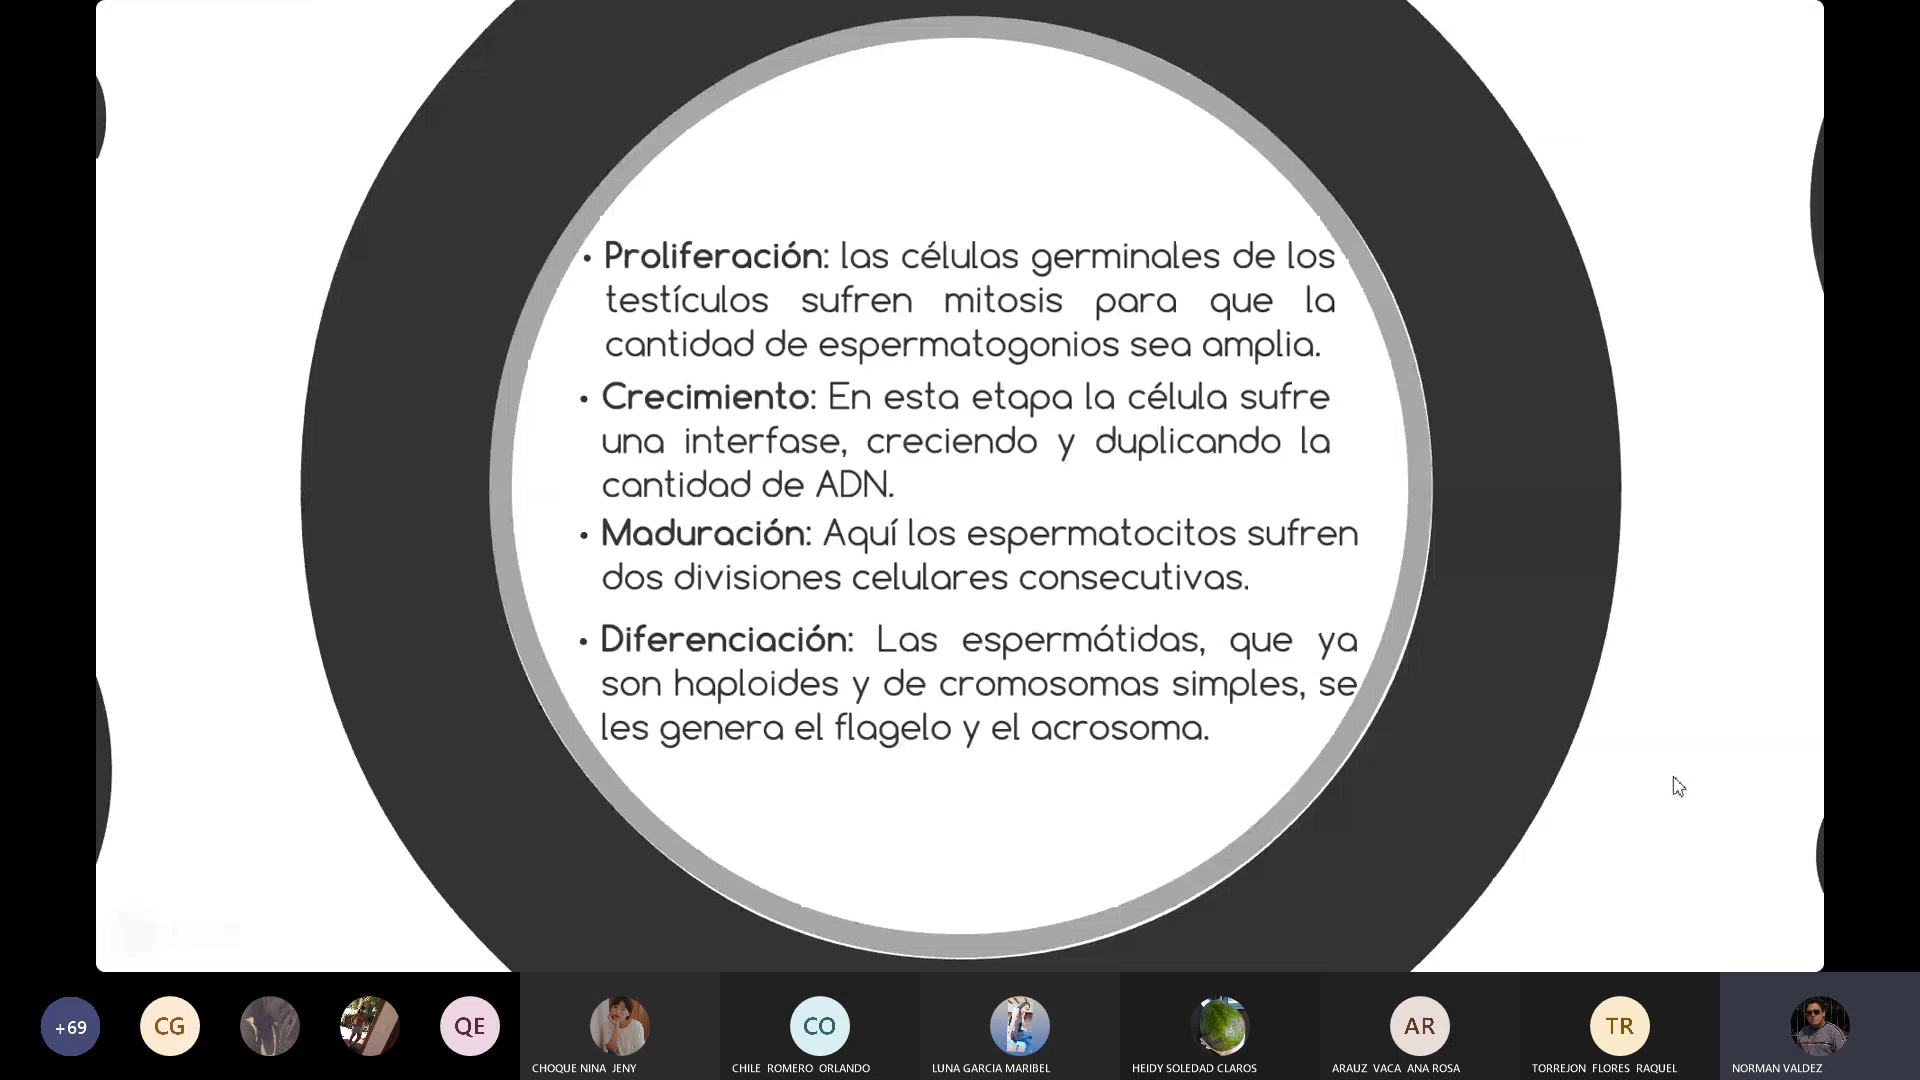 • Proliferación: las células germinales de los
testículos sufren mitosis para que la
cantidad de espermatogonios sea amplia.
• Crecimiento: En esta etapa la célula sufre
una interfase, creciendo y duplicando la
cantidad de ADN.
• Maduración: Aquí los espermatocitos sufren
dos divisiones celulares consecutivas.
• Diferenciación: Las espermátidas, que ya
son haploides y de cromosomas simples, se
les genera el flagelo y el acrosoma.
+69
CG
QE
CO
AR
TR
CHOQUE NINA JENY
CHILE ROMERO ORLANDO
LUNA GARCIA MARIBEL
HEIDY SOLEDAD CLAROS
ARAUZ VACA ANA ROSA
TORREJON FLORES RAQUEL
NORMAN VALDEZ